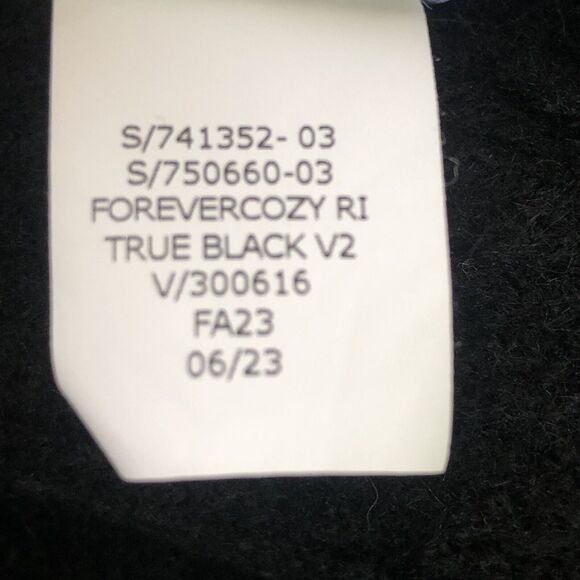 S/741352- 03
S/750660-03
FOREVERCOZY RI
TRUE BLACK V2
V/300616
FA23
06/23